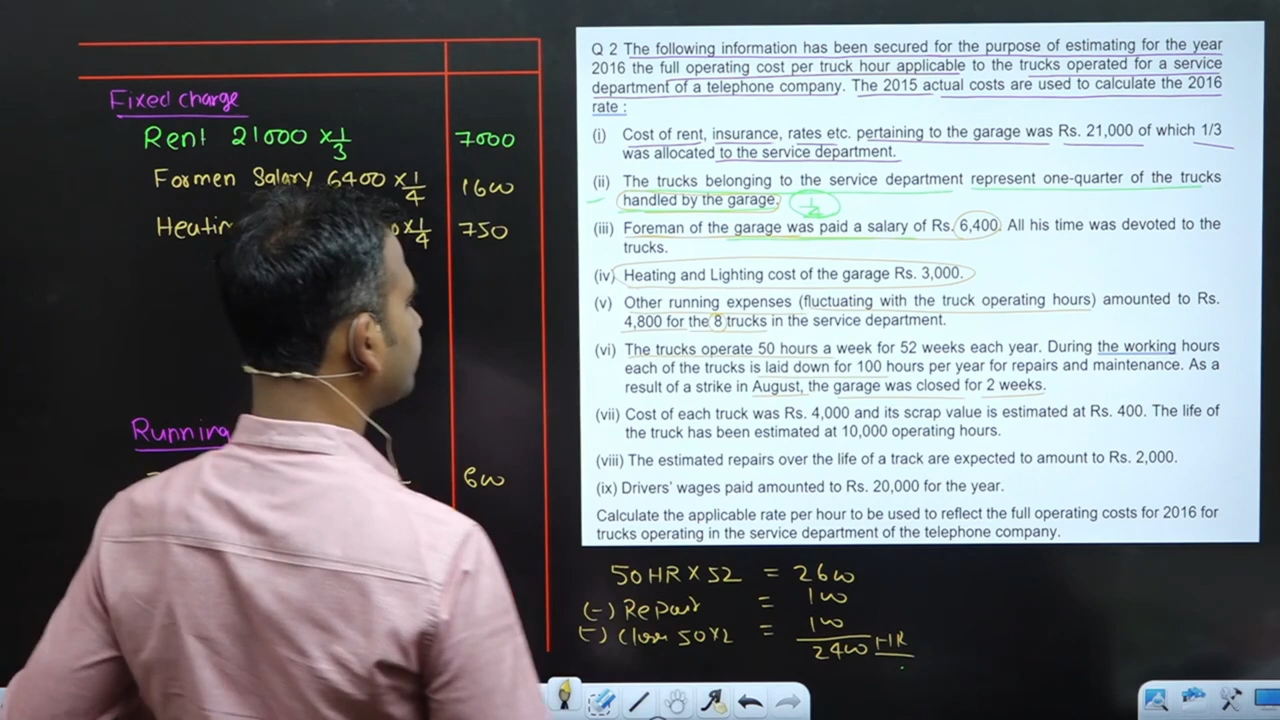 Fixed charge
Rent 21000 × 1/3 7000
Formen Salary 6400 × 1/4 1600
× 1/4 750
Running
600
Q 2 The following information has been secured for the purpose of estimating for the year
2016 the full operating cost per truck hour applicable to the trucks operated for a service
department of a telephone company. The 2015 actual costs are used to calculate the 2016
rate :
(i) Cost of rent, insurance, rates etc. pertaining to the garage was Rs. 21,000 of which 1/3
was allocated to the service department.
(ii) The trucks belonging to the service department represent one-quarter of the trucks
handled by the garage.
(iii) Foreman of the garage was paid a salary of Rs. 6,400. All his time was devoted to the
trucks.
(iv) Heating and Lighting cost of the garage Rs. 3,000.
(v) Other running expenses (fluctuating with the truck operating hours) amounted to Rs.
4,800 for the 8 trucks in the service department.
(vi) The trucks operate 50 hours a week for 52 weeks each year. During the working hours
each of the trucks is laid down for 100 hours per year for repairs and maintenance. As a
result of a strike in August, the garage was closed for 2 weeks.
(vii) Cost of each truck was Rs. 4,000 and its scrap value is estimated at Rs. 400. The life of
the truck has been estimated at 10,000 operating hours.
(viii) The estimated repairs over the life of a track are expected to amount to Rs. 2,000.
(ix) Drivers' wages paid amounted to Rs. 20,000 for the year.
Calculate the applicable rate per hour to be used to reflect the full operating costs for 2016 for
trucks operating in the service department of the telephone company.
50HR × 52 = 2600
(-) Repair = 100
(-) Close 50×2 = 100
2400 HR